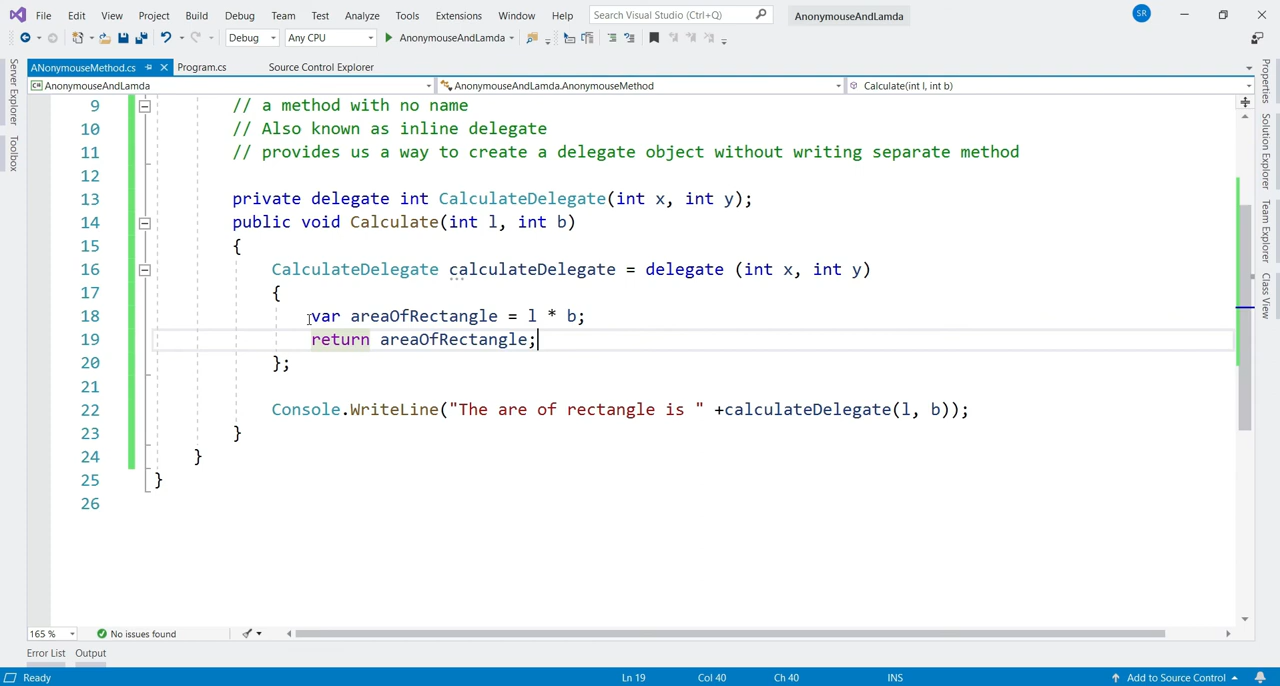 File Edit View Project Build Debug Team Test Analyze Tools Extensions Window Help Search Visual Studio (Ctrl+Q) AnonymouseAndLamda SR
Debug Any CPU AnonymouseAndLamda
ANonymouseMethod.cs Program.cs Source Control Explorer
AnonymouseAndLamda AnonymouseAndLamda.AnonymouseMethod Calculate(int l, int b)
9 // a method with no name
10 // Also known as inline delegate
11 // provides us a way to create a delegate object without writing separate method
12
13 private delegate int CalculateDelegate(int x, int y);
14 public void Calculate(int l, int b)
15 {
16 CalculateDelegate calculateDelegate = delegate (int x, int y)
17 {
18 var areaOfRectangle = l * b;
19 return areaOfRectangle;
20 };
21
22 Console.WriteLine("The are of rectangle is " +calculateDelegate(l, b));
23 }
24 }
25 }
26
Server Explorer
Toolbox
Properties
Solution Explorer
Team Explorer
Class View
165 % No issues found
Error List Output
Ready Ln 19 Col 40 Ch 40 INS Add to Source Control